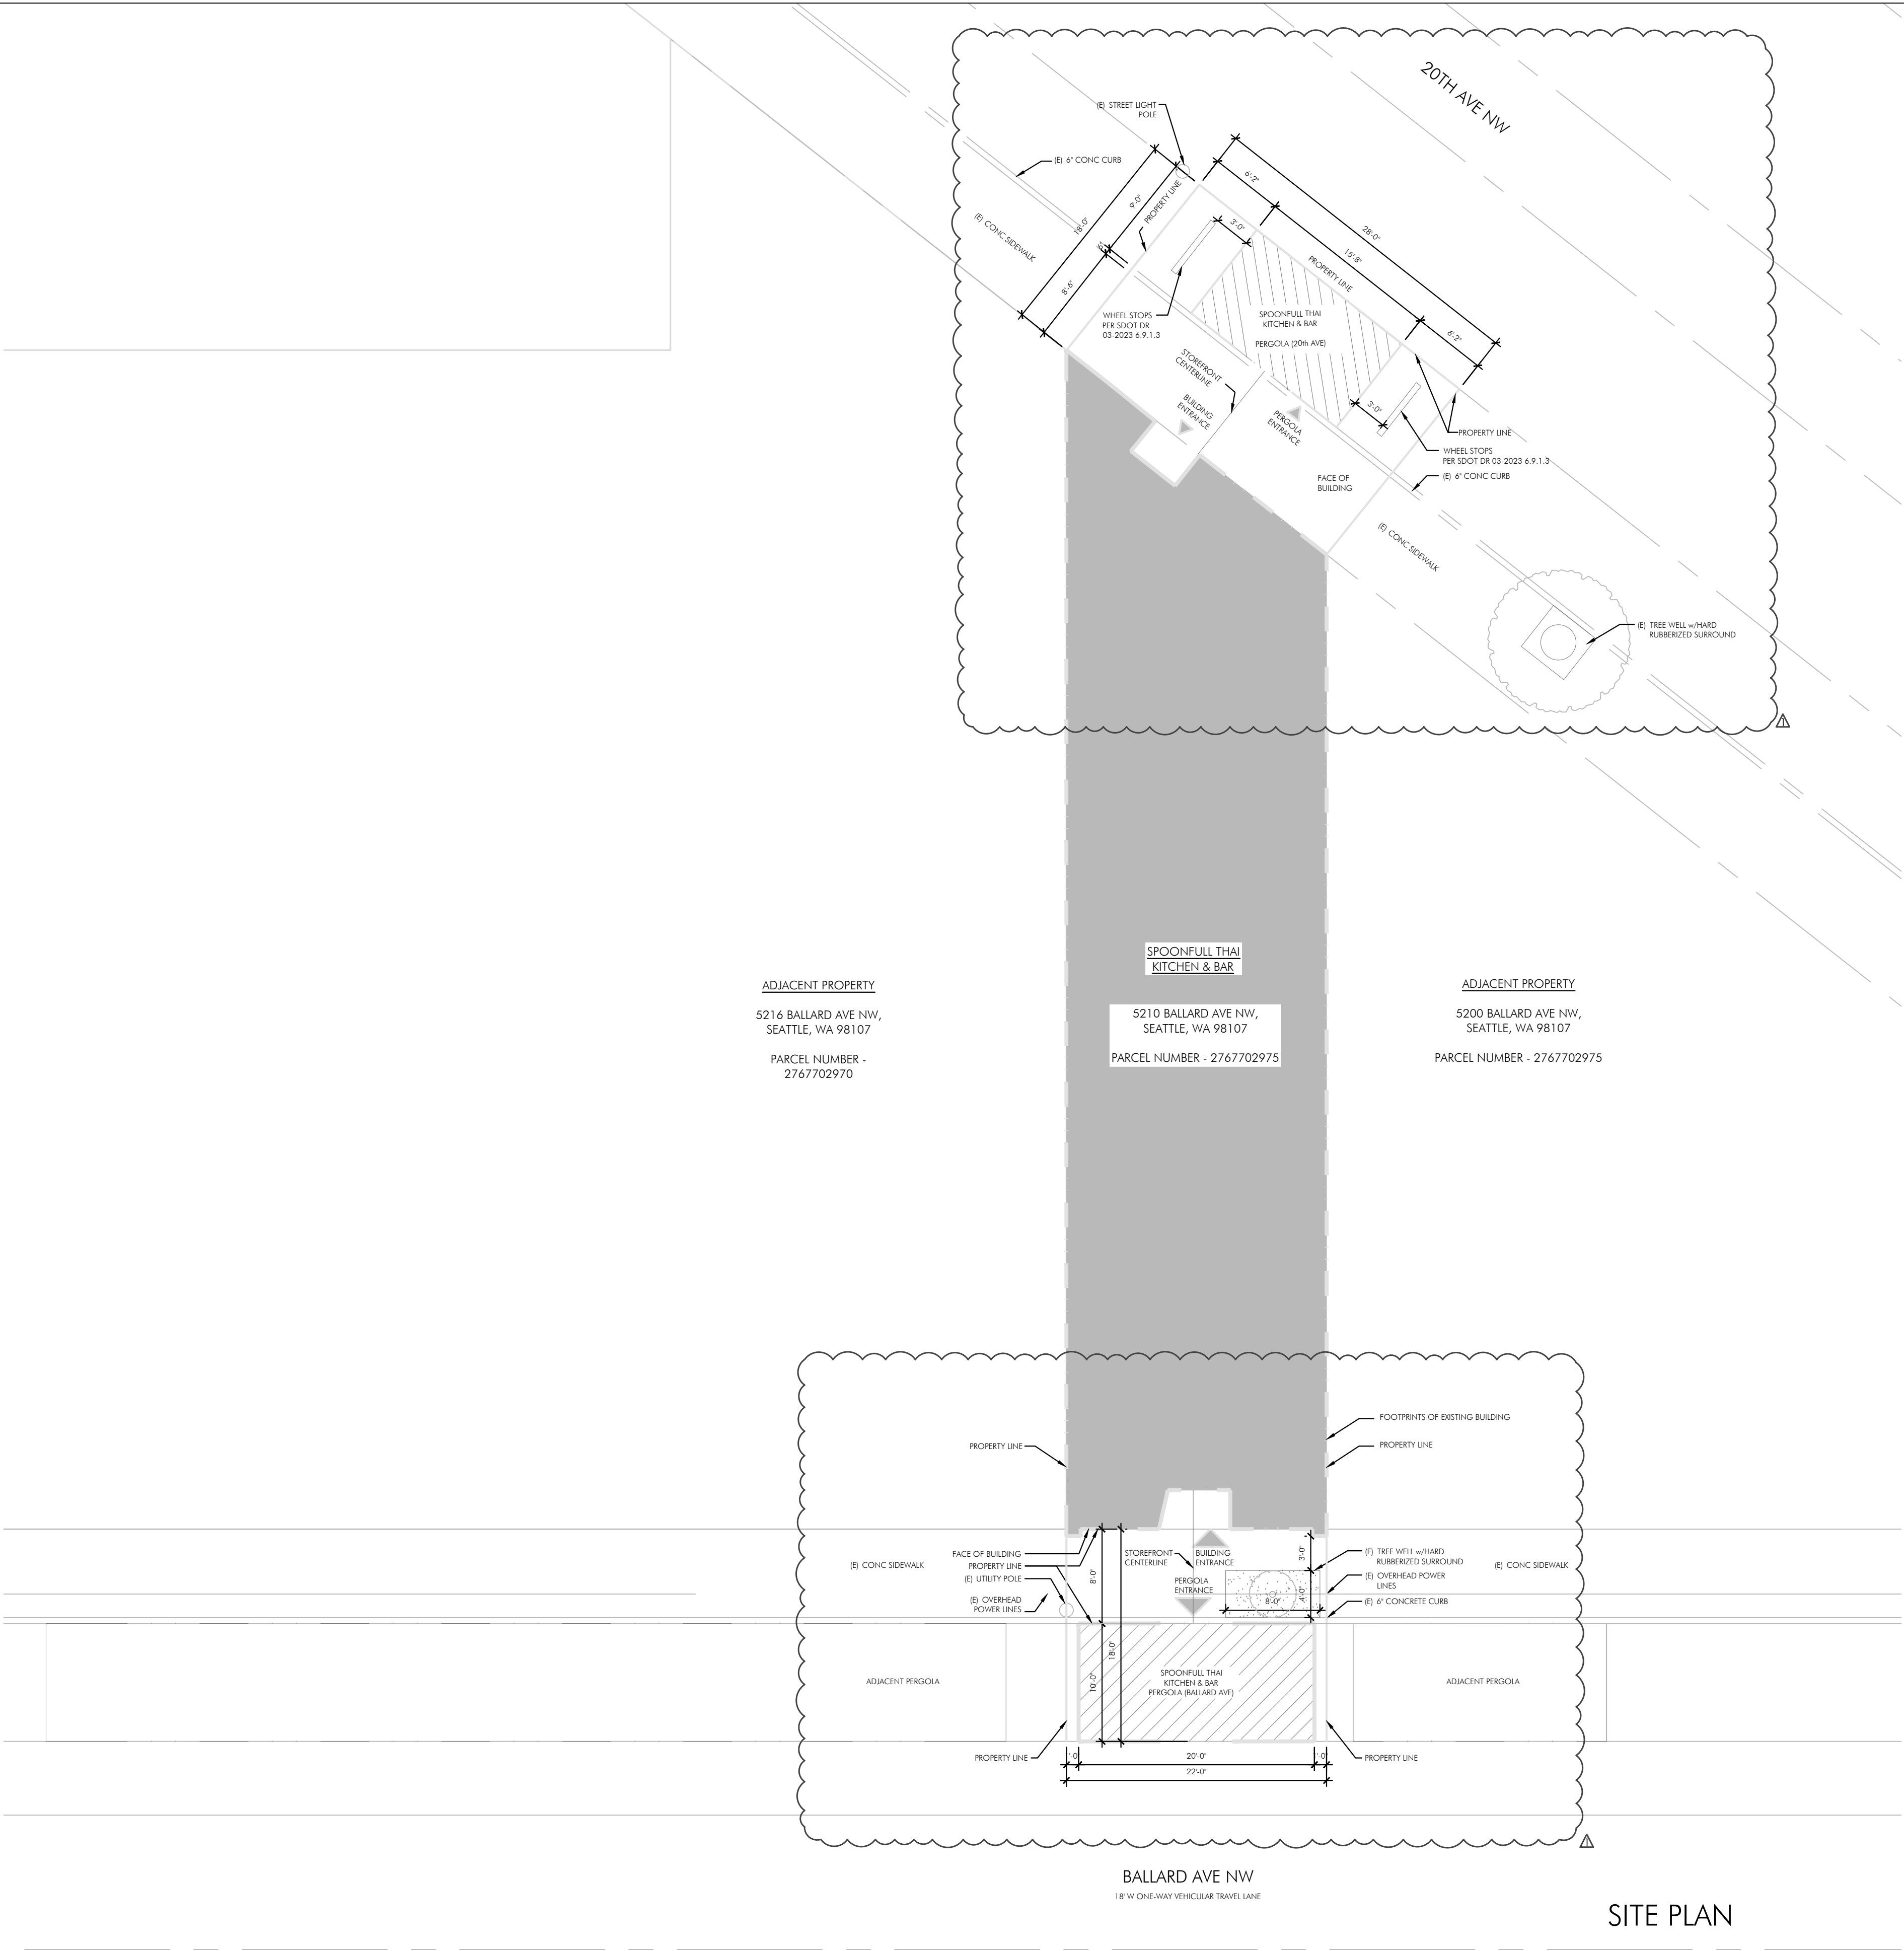 20TH AVE NW
(E) STREET LIGHT
POLE
(E) 6" CONC CURB
(E) CONC SIDEWALK
18'-0"
9'-0"
6"
8'-6"
PROPERTY LINE
6'-2"
28'-0"
3'-0"
15'-8"
PROPERTY LINE
6'-2"
WHEEL STOPS
PER SDOT DR
03-2023 6.9.1.3
SPOONFULL THAI
KITCHEN & BAR
PERGOLA (20th AVE)
STOREFRONT
CENTERLINE
BUILDING
ENTRANCE
PERGOLA
ENTRANCE
3'-0"
PROPERTY LINE
WHEEL STOPS
PER SDOT DR 03-2023 6.9.1.3
(E) 6" CONC CURB
FACE OF
BUILDING
(E) CONC SIDEWALK
(E) TREE WELL w/HARD
RUBBERIZED SURROUND
1
SPOONFULL THAI
KITCHEN & BAR
5210 BALLARD AVE NW,
SEATTLE, WA 98107
PARCEL NUMBER - 2767702975
ADJACENT PROPERTY
5216 BALLARD AVE NW,
SEATTLE, WA 98107
PARCEL NUMBER -
2767702970
ADJACENT PROPERTY
5200 BALLARD AVE NW,
SEATTLE, WA 98107
PARCEL NUMBER - 2767702975
FOOTPRINTS OF EXISTING BUILDING
PROPERTY LINE
PROPERTY LINE
FACE OF BUILDING
PROPERTY LINE
(E) UTILITY POLE
(E) OVERHEAD
POWER LINES
(E) CONC SIDEWALK
8'-0"
18'-0"
10'-0"
STOREFRONT
CENTERLINE
BUILDING
ENTRANCE
PERGOLA
ENTRANCE
3'-0"
4'-0"
8'-0"
(E) TREE WELL w/HARD
RUBBERIZED SURROUND
(E) OVERHEAD POWER
LINES
(E) 6" CONCRETE CURB
(E) CONC SIDEWALK
ADJACENT PERGOLA
SPOONFULL THAI
KITCHEN & BAR
PERGOLA (BALLARD AVE)
ADJACENT PERGOLA
PROPERTY LINE
20'-0"
22'-0"
PROPERTY LINE
1
BALLARD AVE NW
18' W ONE-WAY VEHICULAR TRAVEL LANE
SITE PLAN